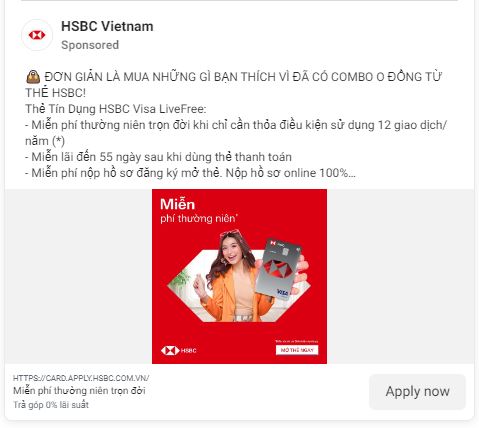 HSBC Vietnam
Sponsored
👜 ĐƠN GIẢN LÀ MUA NHỮNG GÌ BẠN THÍCH VÌ ĐÃ CÓ COMBO O ĐỒNG TỪ
THẺ HSBC!
Thẻ Tín Dụng HSBC Visa LiveFree:
- Miễn phí thường niên trọn đời khi chỉ cần thỏa điều kiện sử dụng 12 giao dịch/
năm (*)
- Miễn lãi đến 55 ngày sau khi dùng thẻ thanh toán
- Miễn phí nộp hồ sơ đăng ký mở thẻ. Nộp hồ sơ online 100%...
Miễn
phí thường niên*
HSBC
VISA
HSBC
MỞ THẺ NGAY
HTTPS://CARD.APPLY.HSBC.COM.VN/
Miễn phí thường niên trọn đời
Trả góp 0% lãi suất
Apply now